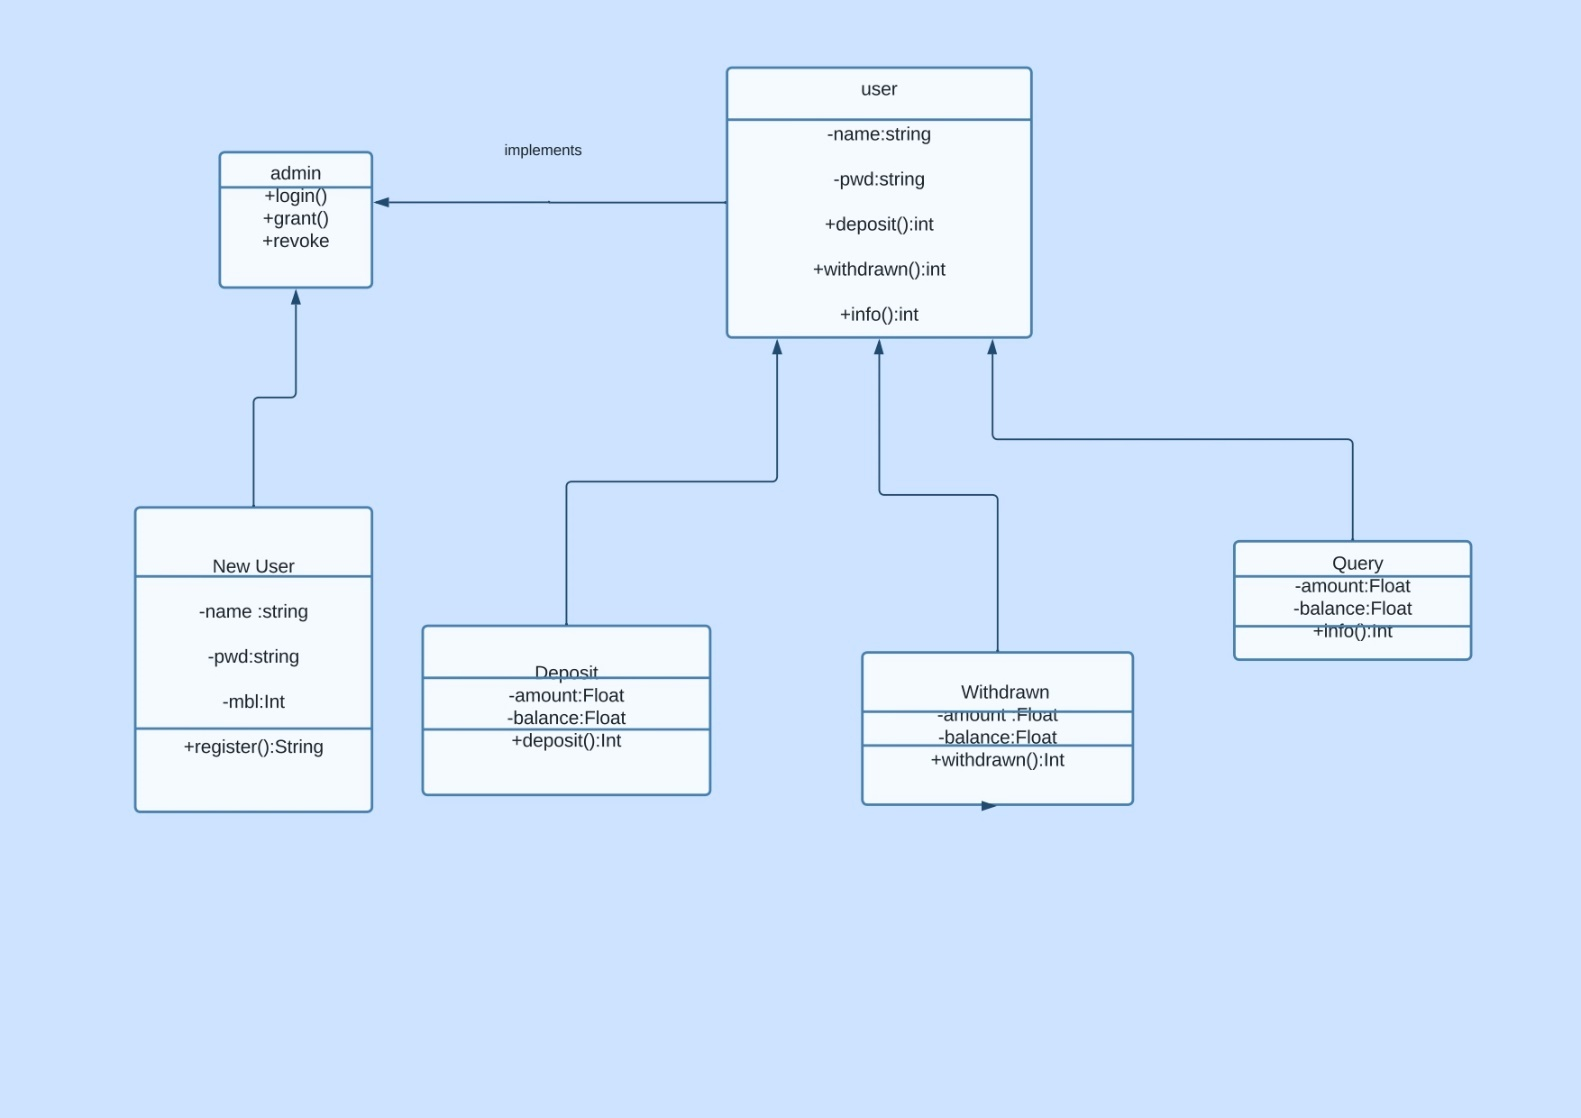 user
-name:string
-pwd:string
+deposit():int
+withdrawn():int
+info():int
implements
admin
+login()
+grant()
+revoke
New User
-name :string
-pwd:string
-mbl:Int
+register():String
Deposit
-amount:Float
-balance:Float
+deposit():Int
Withdrawn
-amount :Float
-balance:Float
+withdrawn():Int
Query
-amount:Float
-balance:Float
+info():Int